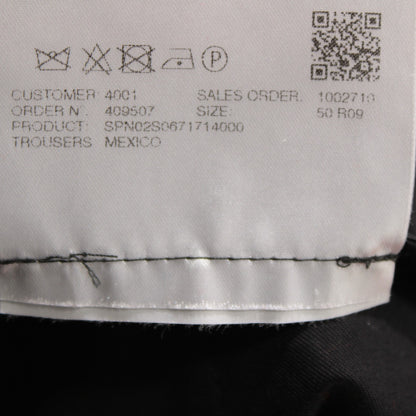 P
CUSTOMER: 4001 SALES ORDER: 1002710
ORDER N.: 409507 SIZE: 50 R09
PRODUCT: SPN02S0671714000
TROUSERS MEXICO